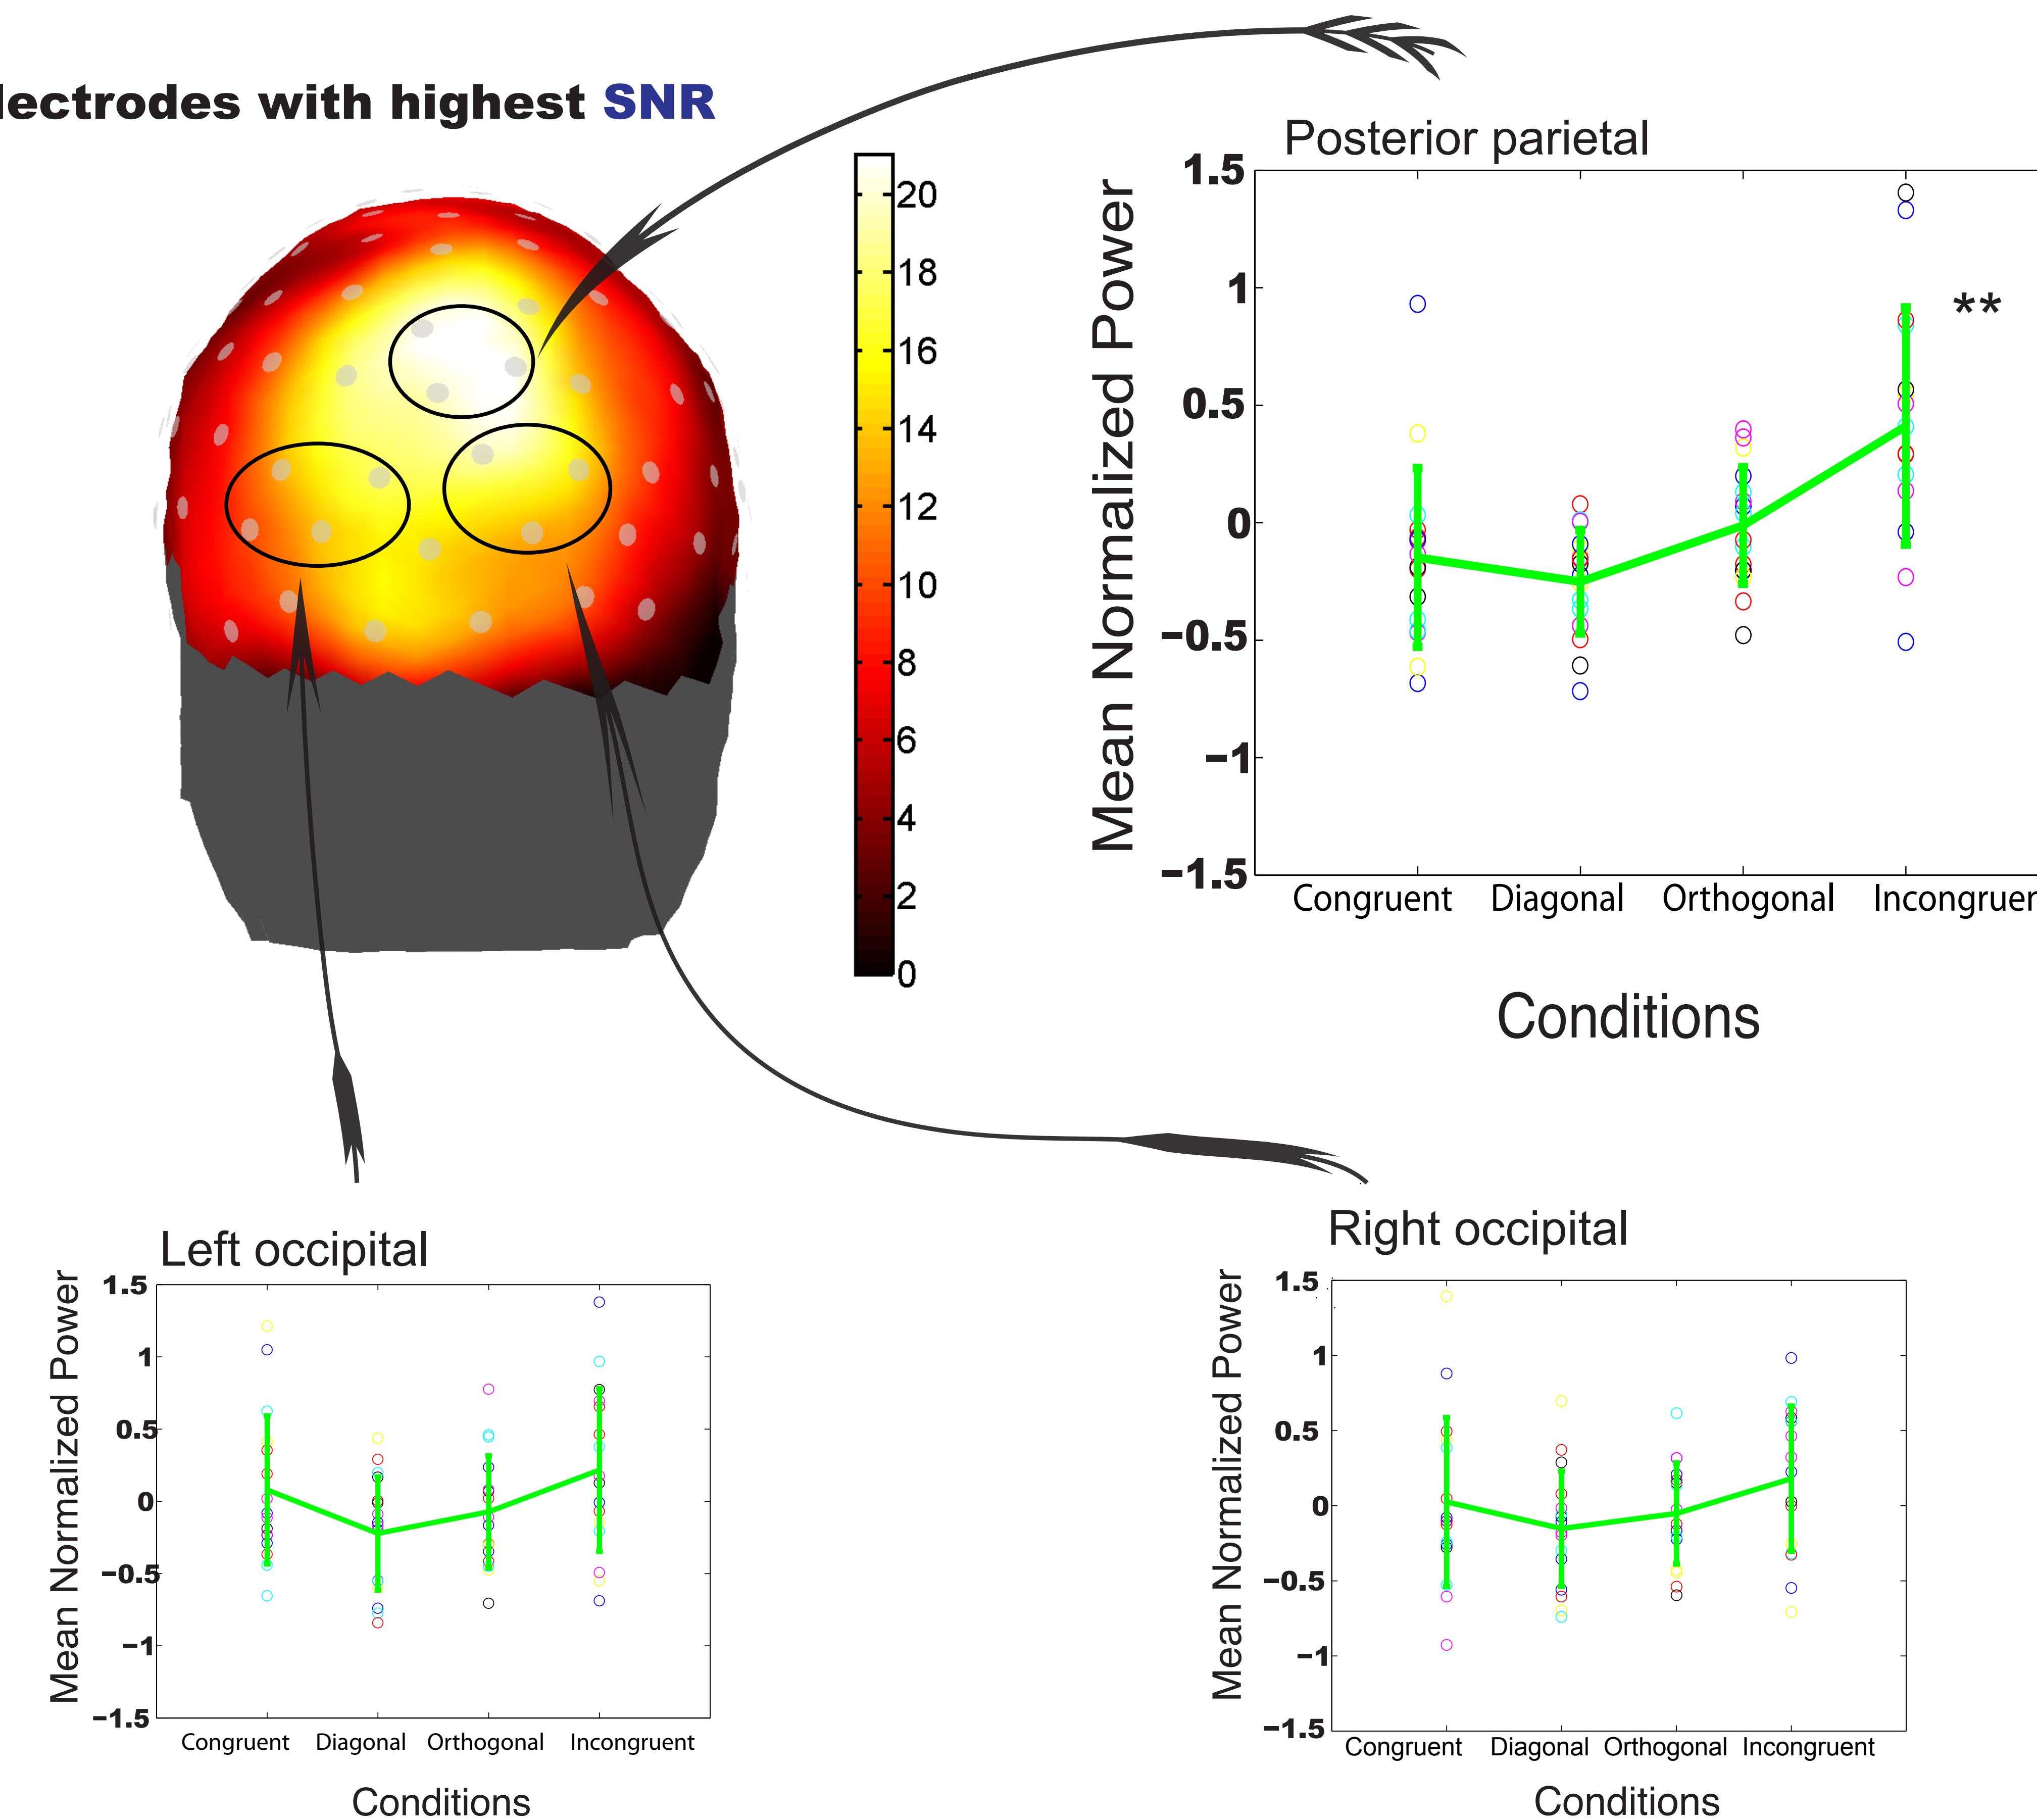 lectrodes with highest SNR
20
18
16
14
12
10
8
6
4
2
0
Posterior parietal
Mean Normalized Power
1.5
1
0.5
0
−0.5
−1
−1.5
**
Congruent Diagonal Orthogonal Incongruen
Conditions
Left occipital
Mean Normalized Power
1.5
1
0.5
0
−0.5
−1
−1.5
Congruent Diagonal Orthogonal Incongruent
Conditions
Right occipital
Mean Normalized Power
1.5
1
0.5
0
−0.5
−1
−1.5
Congruent Diagonal Orthogonal Incongruent
Conditions